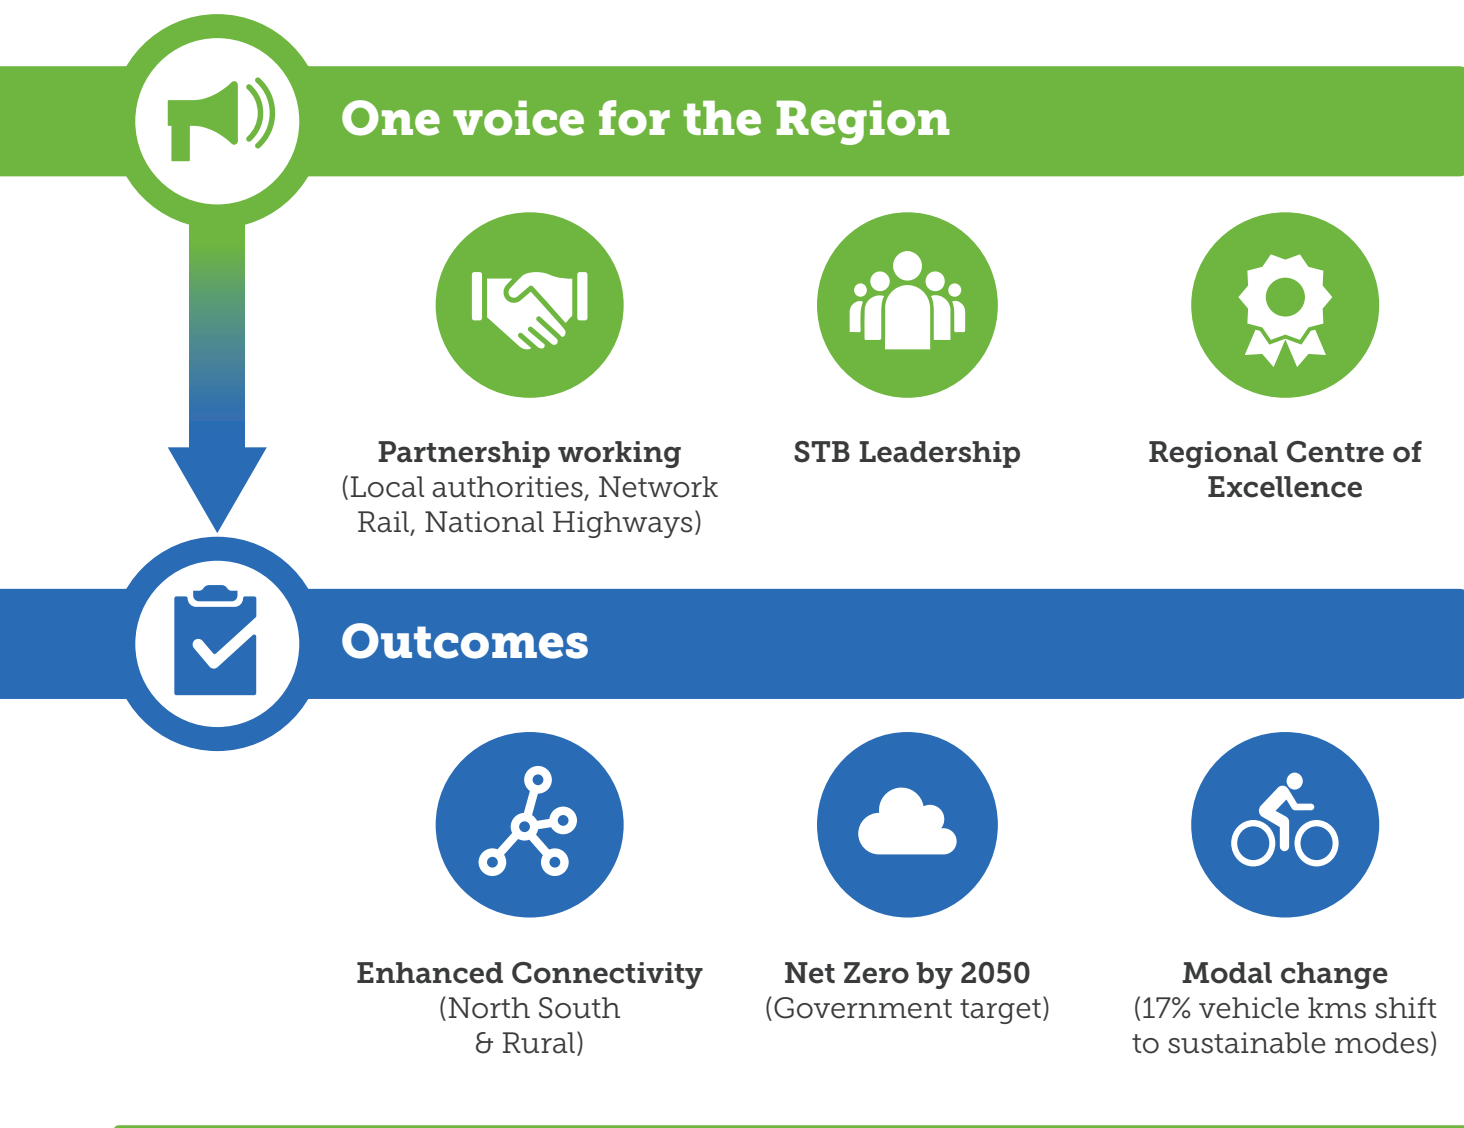 One voice for the Region
Partnership working
(Local authorities, Network
Rail, National Highways)
STB Leadership
Regional Centre of
Excellence
Outcomes
Enhanced Connectivity
(North South
& Rural)
Net Zero by 2050
(Government target)
Modal change
(17% vehicle kms shift
to sustainable modes)